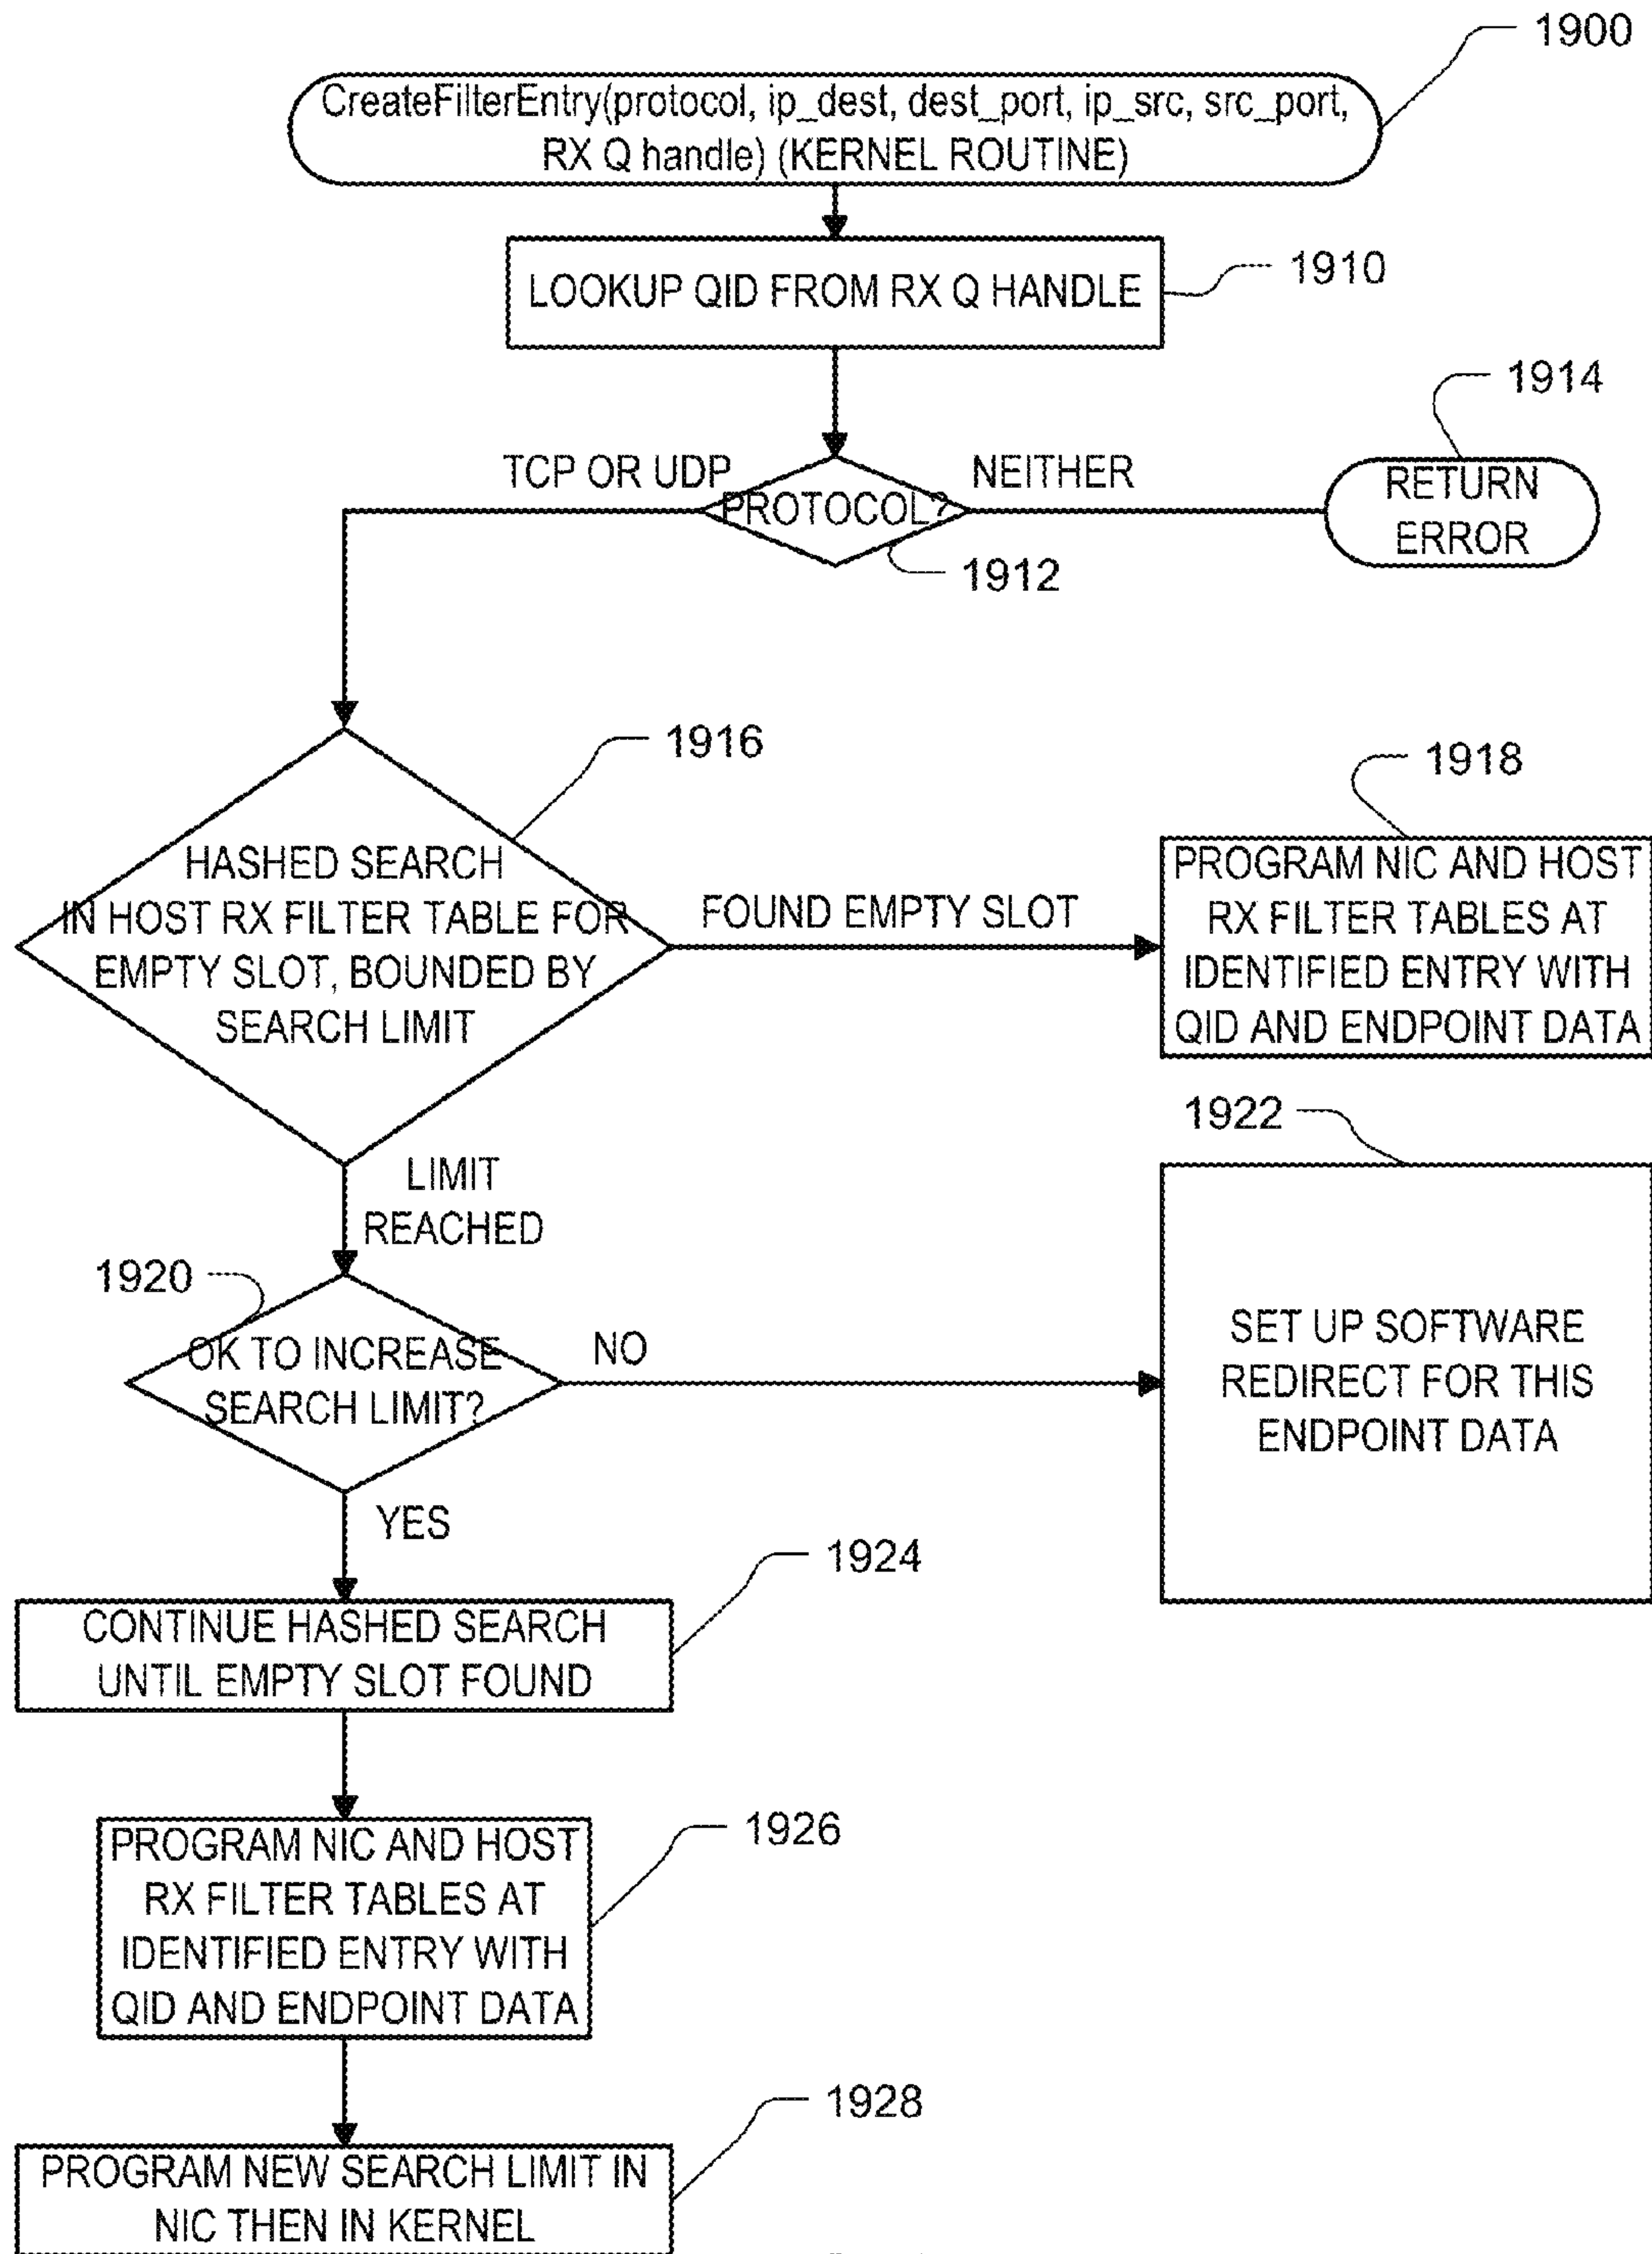 1900
CreateFilterEntry(protocol, ip_dest, dest_port, ip_src, src_port,
RX Q handle) (KERNEL ROUTINE)
LOOKUP QID FROM RX Q HANDLE
1910
1914
TCP OR UDP
PROTOCOL?
NEITHER
RETURN
ERROR
1912
1916
HASHED SEARCH
IN HOST RX FILTER TABLE FOR
EMPTY SLOT, BOUNDED BY
SEARCH LIMIT
FOUND EMPTY SLOT
1918
PROGRAM NIC AND HOST
RX FILTER TABLES AT
IDENTIFIED ENTRY WITH
QID AND ENDPOINT DATA
LIMIT
REACHED
1920
OK TO INCREASE
SEARCH LIMIT?
NO
1922
SET UP SOFTWARE
REDIRECT FOR THIS
ENDPOINT DATA
YES
1924
CONTINUE HASHED SEARCH
UNTIL EMPTY SLOT FOUND
1926
PROGRAM NIC AND HOST
RX FILTER TABLES AT
IDENTIFIED ENTRY WITH
QID AND ENDPOINT DATA
1928
PROGRAM NEW SEARCH LIMIT IN
NIC THEN IN KERNEL